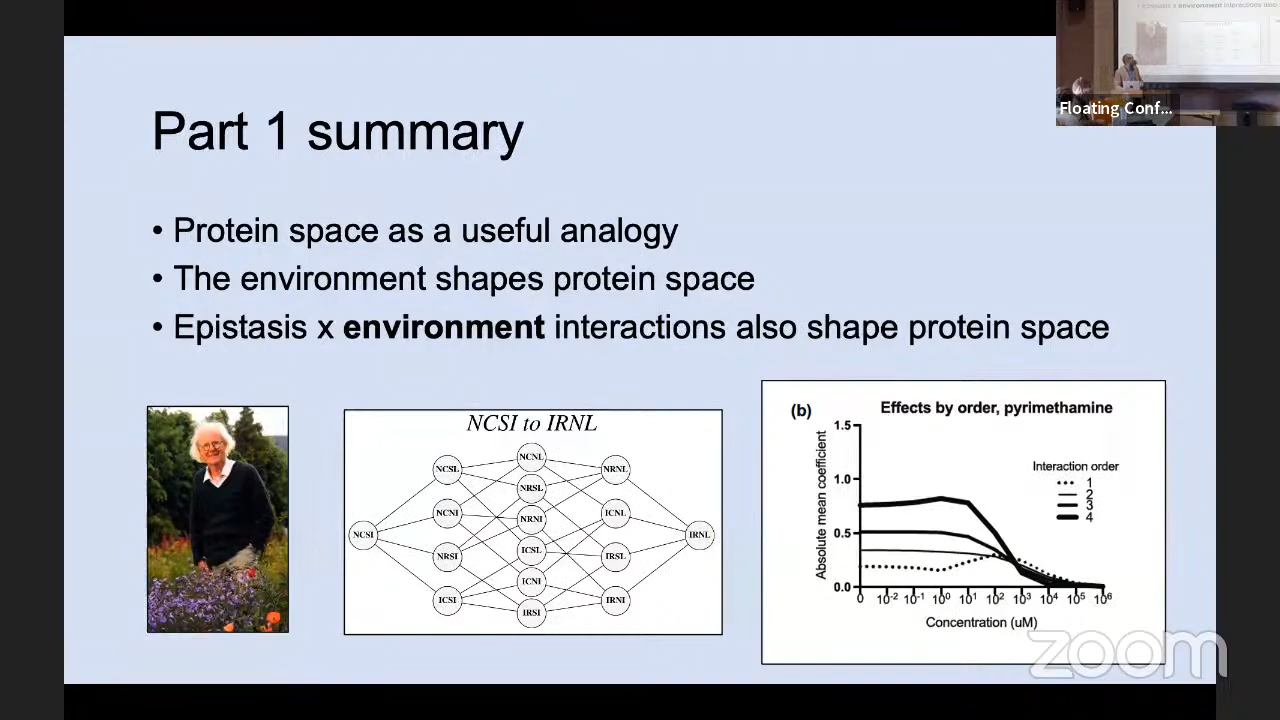 Epistasis x environment interactions also
Floating Conf...
Part 1 summary
• Protein space as a useful analogy
• The environment shapes protein space
• Epistasis x environment interactions also shape protein space
NCSI to IRNL
NCSI
NCSL
NCNI
NRSI
ICSI
NCNL
NRSL
NRNI
ICSL
ICNI
IRSI
NRNL
ICNL
IRSL
IRNI
IRNL
(b)
Effects by order, pyrimethamine
Absolute mean coefficient
1.5
1.0
0.5
0.0
Interaction order
1
2
3
4
0 10⁻² 10⁻¹ 10⁰ 10¹ 10² 10³ 10⁴ 10⁵ 10⁶
Concentration (uM)
zoom